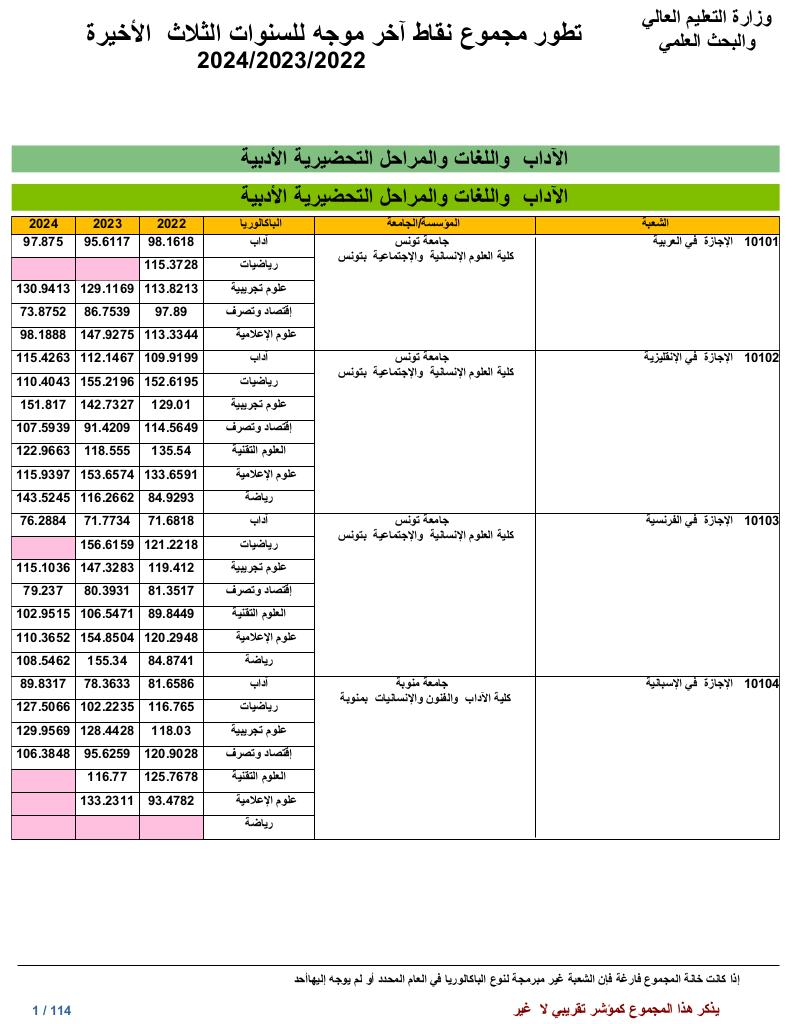 وزارة التعليم العالي
والبحث العلمي
تطور مجموع نقاط آخر موجه للسنوات الثلاث الأخيرة
2024/2023/2022
الآداب واللغات والمراحل التحضيرية الأدبية
الآداب واللغات والمراحل التحضيرية الأدبية
الشعبة المؤسسة/الجامعة الباكالوريا 2022 2023 2024
10101 الإجازة في العربية جامعة تونس آداب 98.1618 95.6117 97.875
كلية العلوم الإنسانية والإجتماعية بتونس
رياضيات 115.3728
علوم تجريبية 113.8213 129.1169 130.9413
إقتصاد وتصرف 97.89 86.7539 73.8752
علوم الإعلامية 113.3344 147.9275 98.1888
10102 الإجازة في الإنقليزية جامعة تونس آداب 109.9199 112.1467 115.4263
كلية العلوم الإنسانية والإجتماعية بتونس
رياضيات 152.6195 155.2196 110.4043
علوم تجريبية 129.01 142.7327 151.817
إقتصاد وتصرف 114.5649 91.4209 107.5939
العلوم التقنية 135.54 118.555 122.9663
علوم الإعلامية 133.6591 153.6574 115.9397
رياضة 84.9293 116.2662 143.5245
10103 الإجازة في الفرنسية جامعة تونس آداب 71.6818 71.7734 76.2884
كلية العلوم الإنسانية والإجتماعية بتونس
رياضيات 121.2218 156.6159
علوم تجريبية 119.412 147.3283 115.1036
إقتصاد وتصرف 81.3517 80.3931 79.237
العلوم التقنية 89.8449 106.5471 102.9515
علوم الإعلامية 120.2948 154.8504 110.3652
رياضة 84.8741 155.34 108.5462
10104 الإجازة في الإسبانية جامعة منوبة آداب 81.6586 78.3633 89.8317
كلية الآداب والفنون والإنسانيات بمنوبة
رياضيات 116.765 102.2235 127.5066
علوم تجريبية 118.03 128.4428 129.9569
إقتصاد وتصرف 120.9028 95.6259 106.3848
العلوم التقنية 125.7678 116.77
علوم الإعلامية 93.4782 133.2311
رياضة
إذا كانت خانة المجموع فارغة فإن الشعبة غير مبرمجة لنوع الباكالوريا في العام المحدد أو لم يوجه إليهاأحد
يذكر هذا المجموع كمؤشر تقريبي لا غير
1 / 114